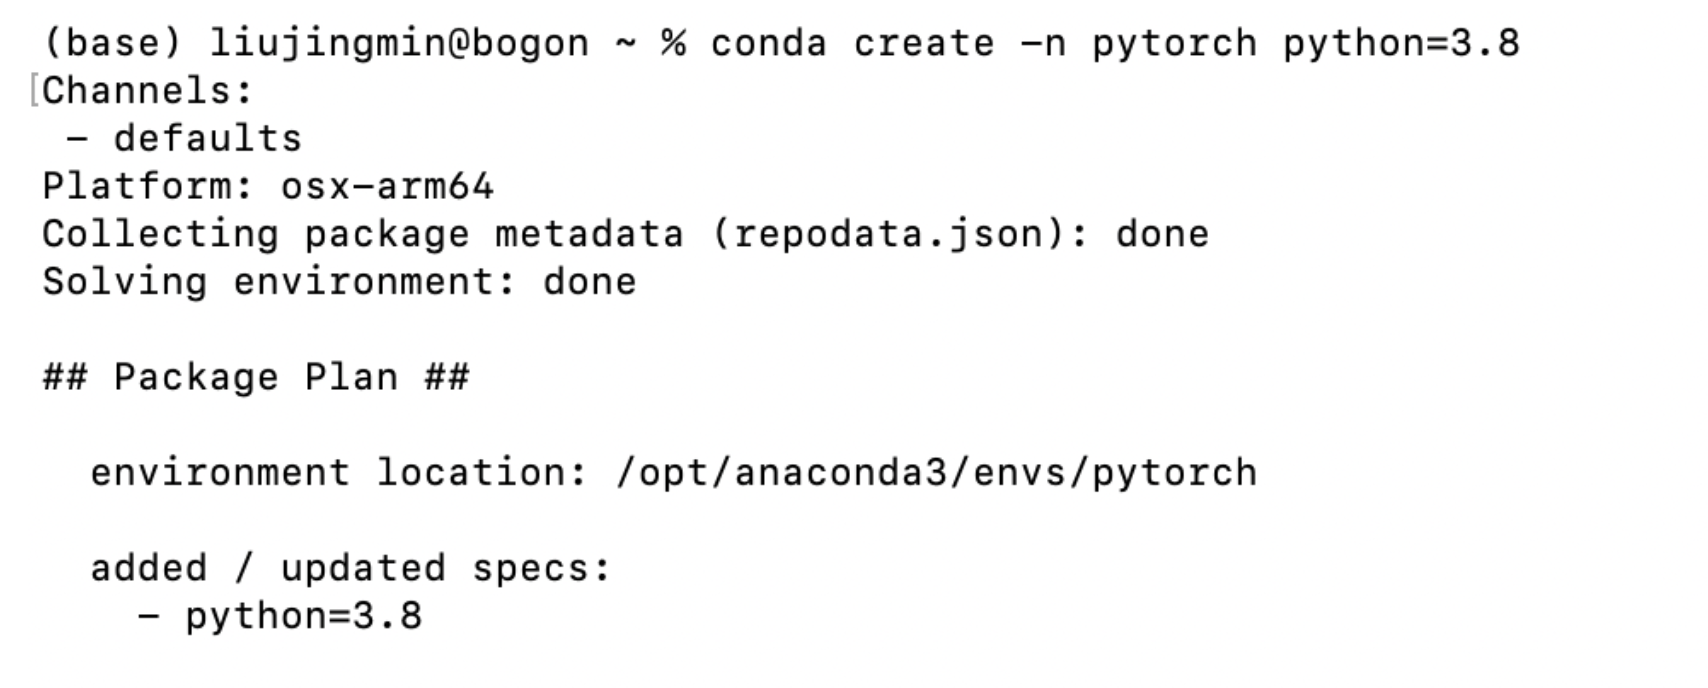 (base) liujingmin@bogon ~ % conda create -n pytorch python=3.8
[Channels:
 - defaults
Platform: osx-arm64
Collecting package metadata (repodata.json): done
Solving environment: done
## Package Plan ##
  environment location: /opt/anaconda3/envs/pytorch
  added / updated specs:
    - python=3.8